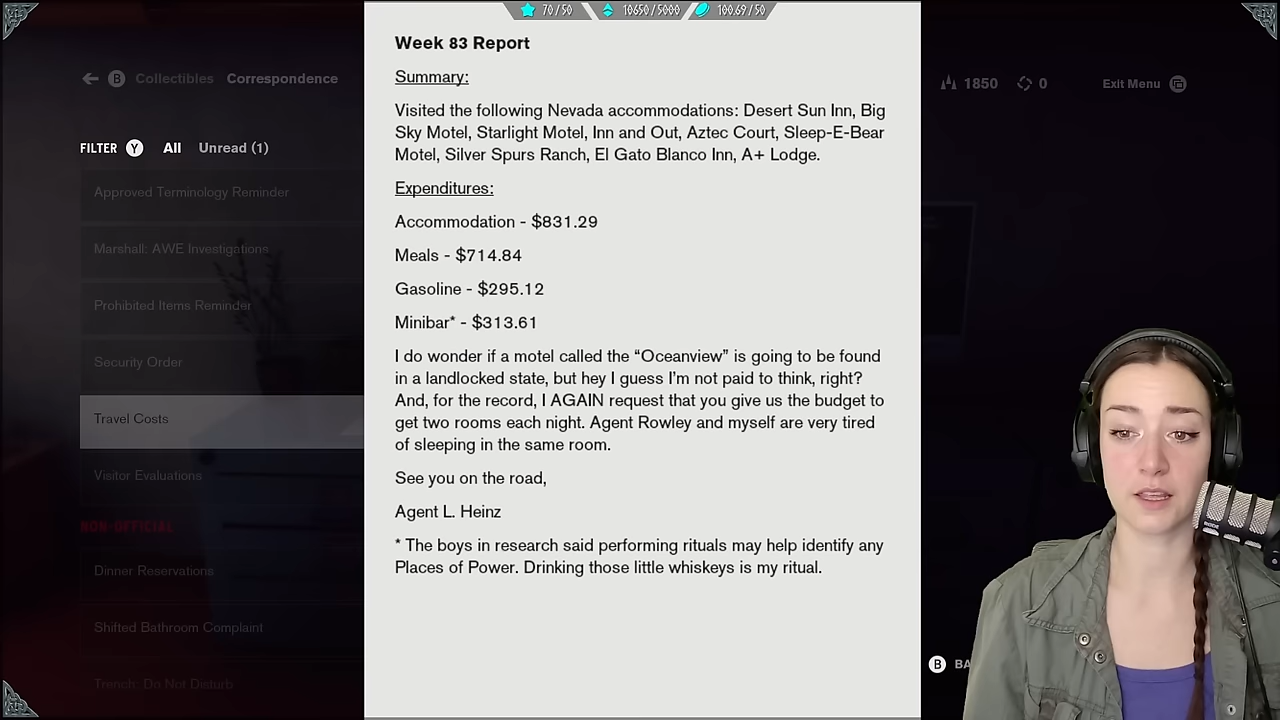 70/50
10650/5000
100.69/50
Week 83 Report
Summary:
Visited the following Nevada accommodations: Desert Sun Inn, Big
Sky Motel, Starlight Motel, Inn and Out, Aztec Court, Sleep-E-Bear
Motel, Silver Spurs Ranch, El Gato Blanco Inn, A+ Lodge.
Expenditures:
Accommodation - $831.29
Meals - $714.84
Gasoline - $295.12
Minibar* - $313.61
I do wonder if a motel called the “Oceanview” is going to be found
in a landlocked state, but hey I guess I’m not paid to think, right?
And, for the record, I AGAIN request that you give us the budget to
get two rooms each night. Agent Rowley and myself are very tired
of sleeping in the same room.
See you on the road,
Agent L. Heinz
* The boys in research said performing rituals may help identify any
Places of Power. Drinking those little whiskeys is my ritual.
B Collectibles Correspondence
FILTER Y All Unread (1)
Approved Terminology Reminder
Marshall: AWE Investigations
Prohibited Items Reminder
Security Order
Travel Costs
Visitor Evaluations
NON-OFFICIAL
Dinner Reservations
Shifted Bathroom Complaint
Trench: Do Not Disturb
1850 0 Exit Menu
B BA